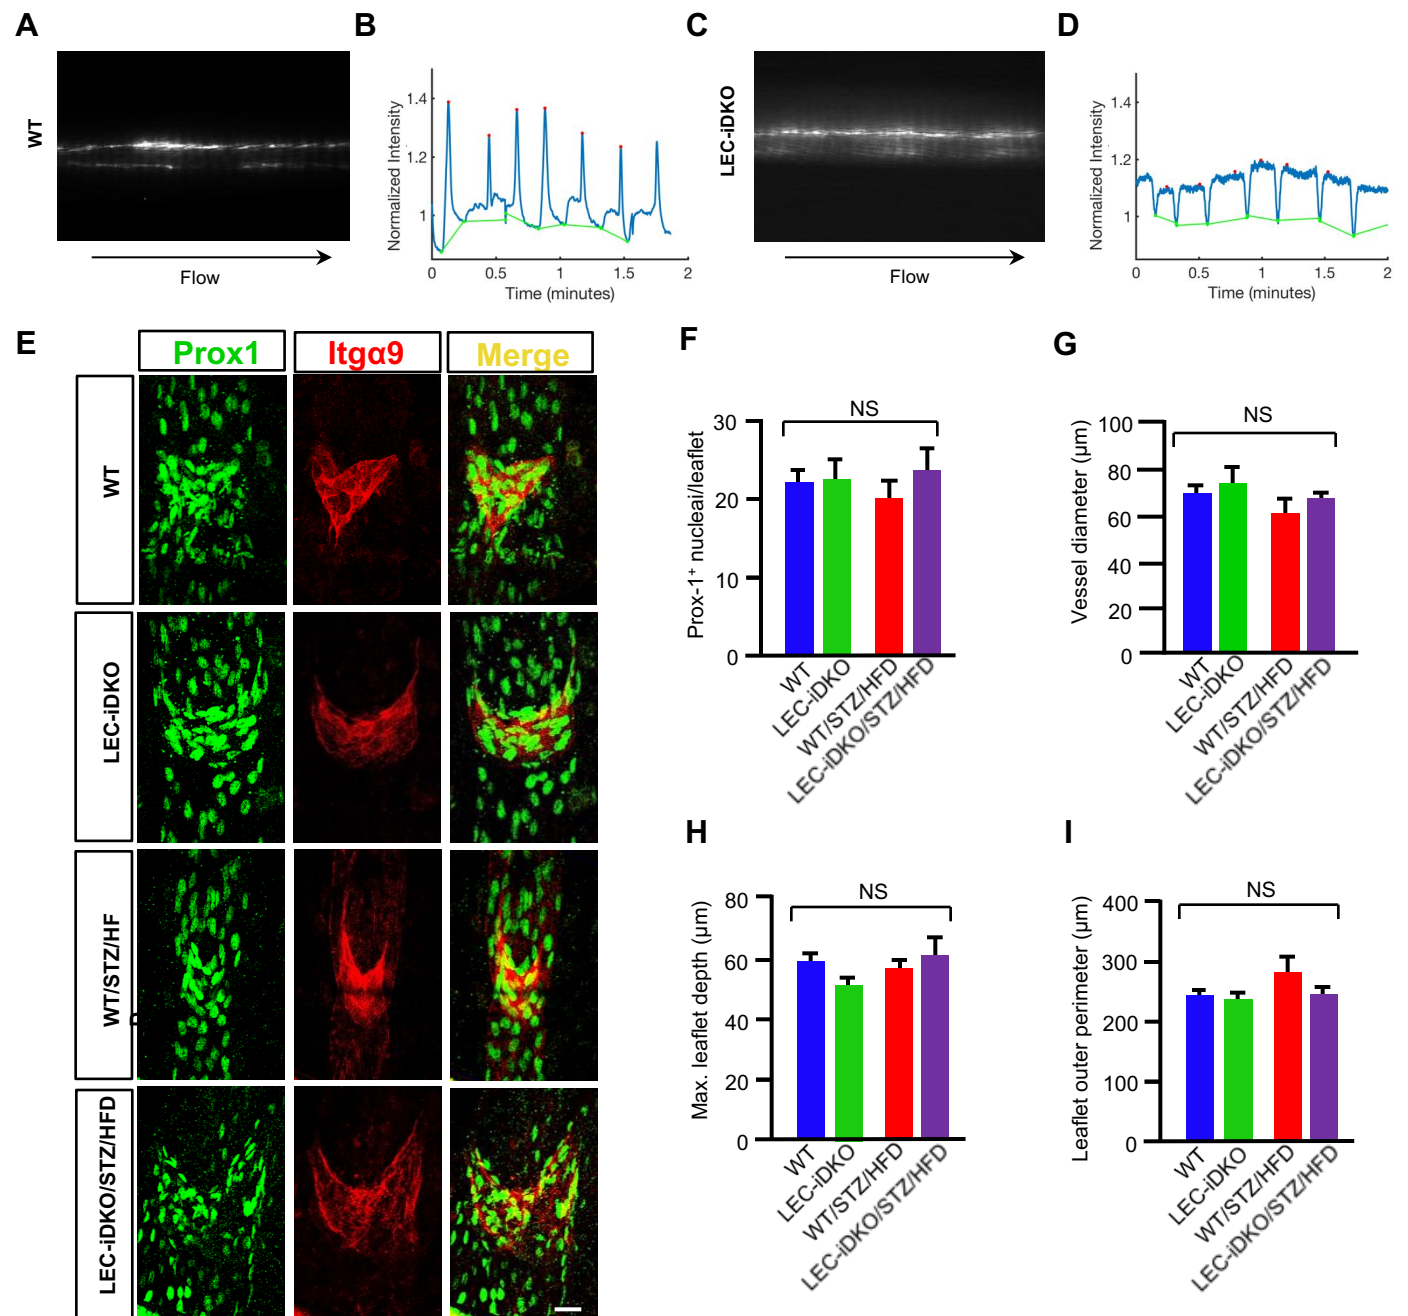 A
B
C
D
WT
Normalized Intensity
1.4
1.2
1
0
0.5
1
1.5
2
Time (minutes)
Flow
LEC-iDKO
Normalized Intensity
1.4
1.2
1
0
0.5
1
1.5
2
Time (minutes)
Flow
E
Prox1
Itgα9
Merge
WT
LEC-iDKO
WT/STZ/HF
D
LEC-iDKO/STZ/HFD
F
NS
Prox-1⁺ nucleai/leaflet
30
20
10
0
WT
LEC-iDKO
WT/STZ/HFD
LEC-iDKO/STZ/HFD
G
NS
Vessel diameter (µm)
100
80
60
40
20
0
WT
LEC-iDKO
WT/STZ/HFD
LEC-iDKO/STZ/HFD
H
NS
Max. leaflet depth (µm)
80
60
40
20
0
WT
LEC-iDKO
WT/STZ/HFD
LEC-iDKO/STZ/HFD
I
NS
Leaflet outer perimeter (µm)
400
300
200
100
0
WT
LEC-iDKO
WT/STZ/HFD
LEC-iDKO/STZ/HFD